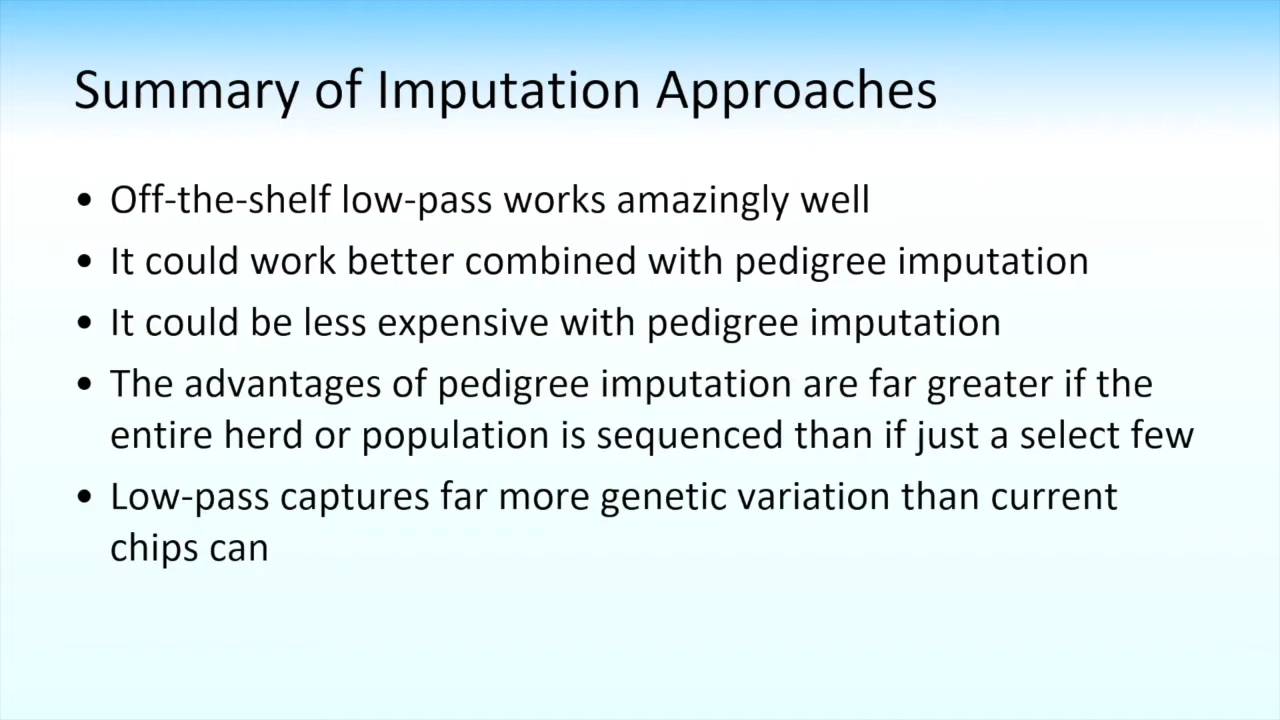 Summary of Imputation Approaches
• Off-the-shelf low-pass works amazingly well
• It could work better combined with pedigree imputation
• It could be less expensive with pedigree imputation
• The advantages of pedigree imputation are far greater if the
entire herd or population is sequenced than if just a select few
• Low-pass captures far more genetic variation than current
chips can